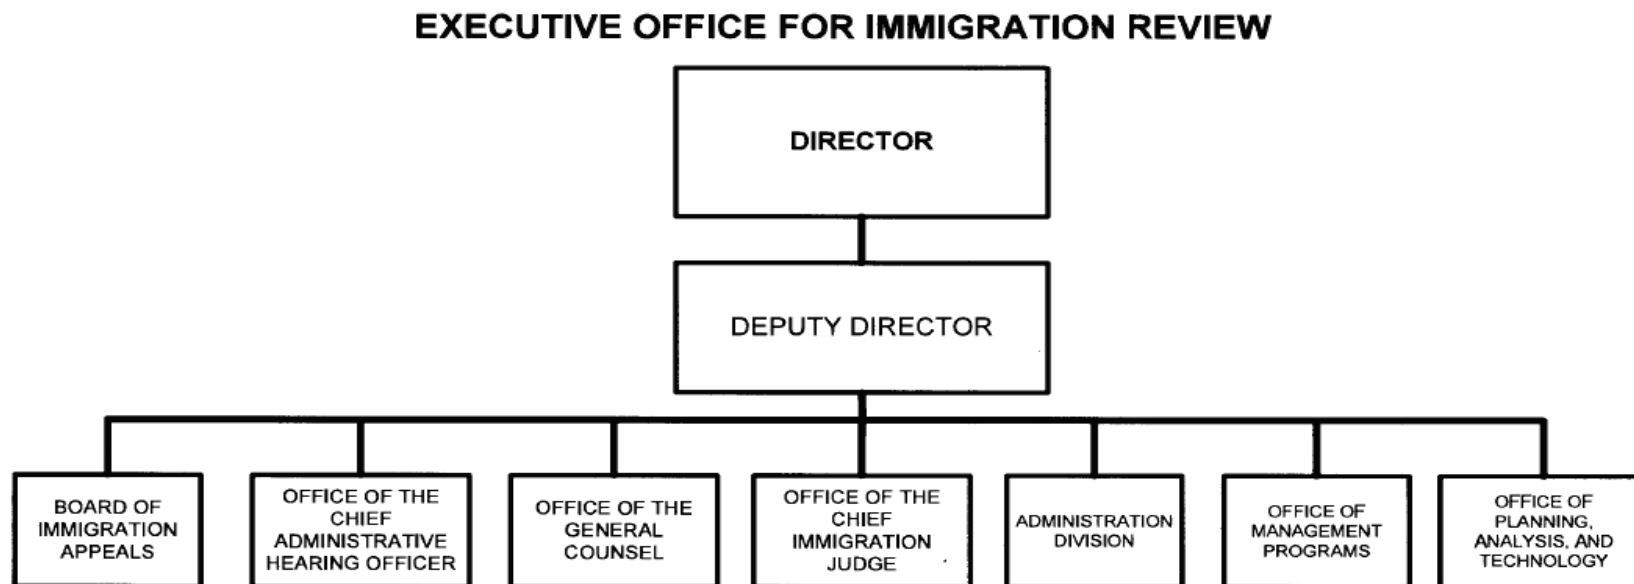 EXECUTIVE OFFICE FOR IMMIGRATION REVIEW
DIRECTOR
DEPUTY DIRECTOR
BOARD OF
IMMIGRATION
APPEALS
OFFICE OF THE
CHIEF
ADMINISTRATIVE
HEARING OFFICER
OFFICE OF THE
GENERAL
COUNSEL
OFFICE OF THE
CHIEF
IMMIGRATION
JUDGE
ADMINISTRATION
DIVISION
OFFICE OF
MANAGEMENT
PROGRAMS
OFFICE OF
PLANNING,
ANALYSIS, AND
TECHNOLOGY